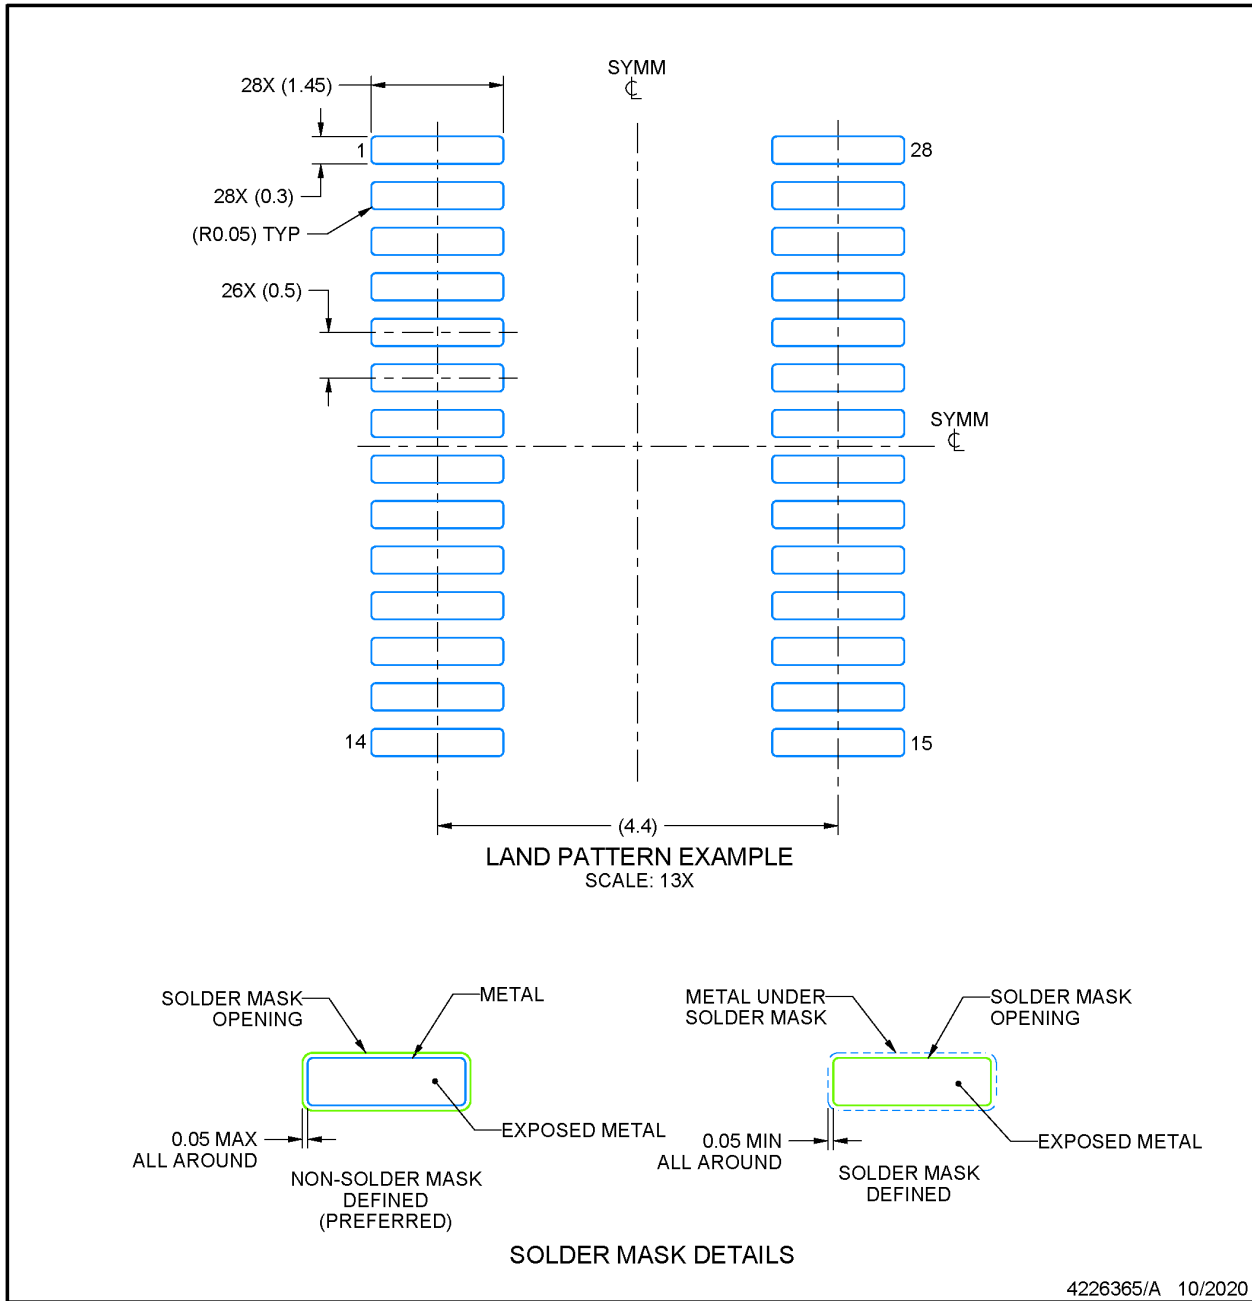 SYMM
℄
28X (1.45)
1
28
28X (0.3)
(R0.05) TYP
26X (0.5)
SYMM
℄
14
15
(4.4)
LAND PATTERN EXAMPLE
SCALE: 13X
SOLDER MASK
OPENING
METAL
EXPOSED METAL
0.05 MAX
ALL AROUND
NON-SOLDER MASK
DEFINED
(PREFERRED)
METAL UNDER
SOLDER MASK
SOLDER MASK
OPENING
EXPOSED METAL
0.05 MIN
ALL AROUND
SOLDER MASK
DEFINED
SOLDER MASK DETAILS
4226365/A 10/2020